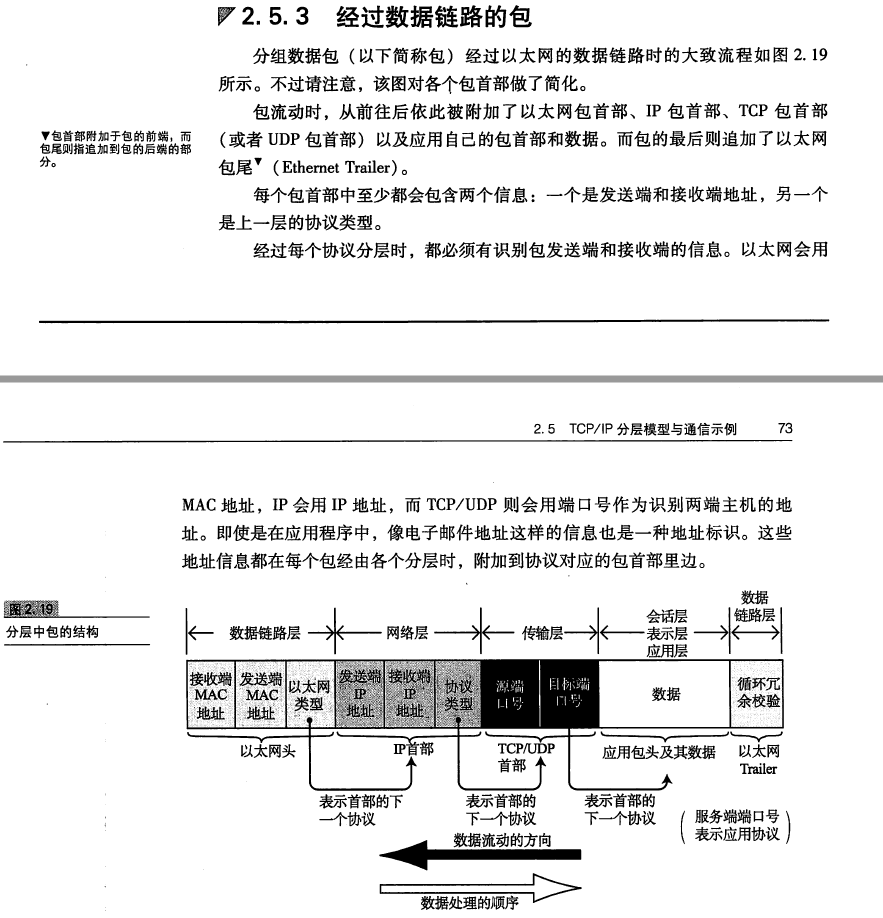 2.5.3 经过数据链路的包
分组数据包（以下简称包）经过以太网的数据链路时的大致流程如图 2.19
所示。不过请注意，该图对各个包首部做了简化。
包流动时，从前往后依此被附加了以太网包首部、IP 包首部、TCP 包首部
（或者 UDP 包首部）以及应用自己的包首部和数据。而包的最后则追加了以太网
包尾▼（Ethernet Trailer）。
▼包首部附加于包的前端，而
包尾则指追加到包的后端的部
分。
每个包首部中至少都会包含两个信息：一个是发送端和接收端地址，另一个
是上一层的协议类型。
经过每个协议分层时，都必须有识别包发送端和接收端的信息。以太网会用
2.5 TCP/IP 分层模型与通信示例 73
MAC 地址，IP 会用 IP 地址，而 TCP/UDP 则会用端口号作为识别两端主机的地
址。即使是在应用程序中，像电子邮件地址这样的信息也是一种地址标识。这些
地址信息都在每个包经由各个分层时，附加到协议对应的包首部里边。
图 2.19
分层中包的结构
数据链路层
网络层
传输层
会话层
表示层
应用层
数据
链路层
接收端
MAC
地址
发送端
MAC
地址
以太网
类型
发送端
IP
地址
接收端
IP
地址
协议
类型
源端
口号
目标端
口号
数据
循环冗
余校验
以太网头
IP首部
TCP/UDP
首部
应用包头及其数据
以太网
Trailer
表示首部的下
一个协议
表示首部的
下一个协议
表示首部的
下一个协议
（服务端端口号
表示应用协议）
数据流动的方向
数据处理的顺序